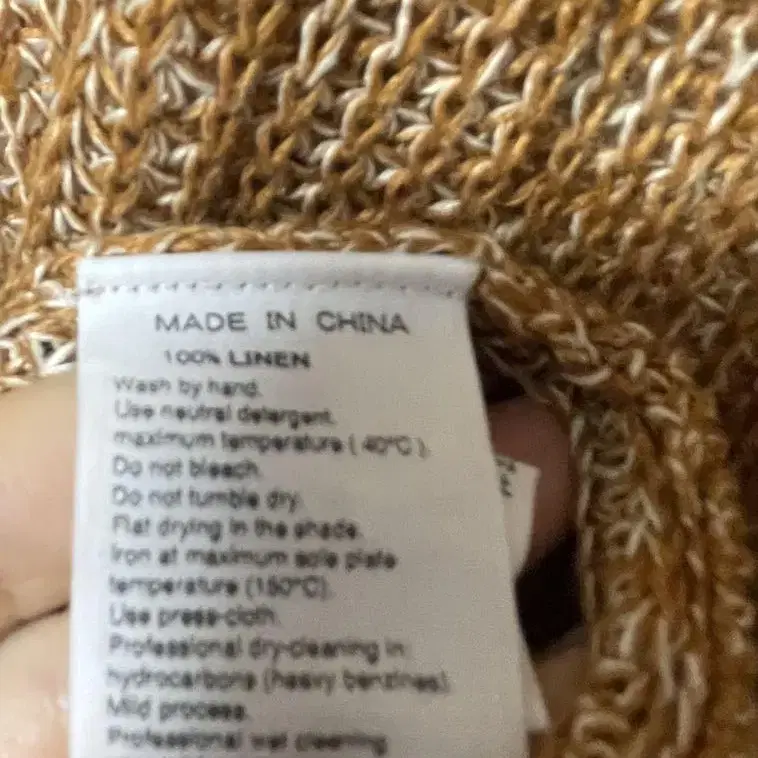 MADE IN CHINA
100% LINEN
Wash by hand.
Use neutral detergent.
maximum temperature ( 40°C ).
Do not bleach.
Do not tumble dry.
Flat drying in the shade.
Iron at maximum sole plate
temperature (150°C).
Use press-cloth.
Professional dry-cleaning in:
hydrocarbons (heavy benzines).
Mild process.
Professional wet cleaning